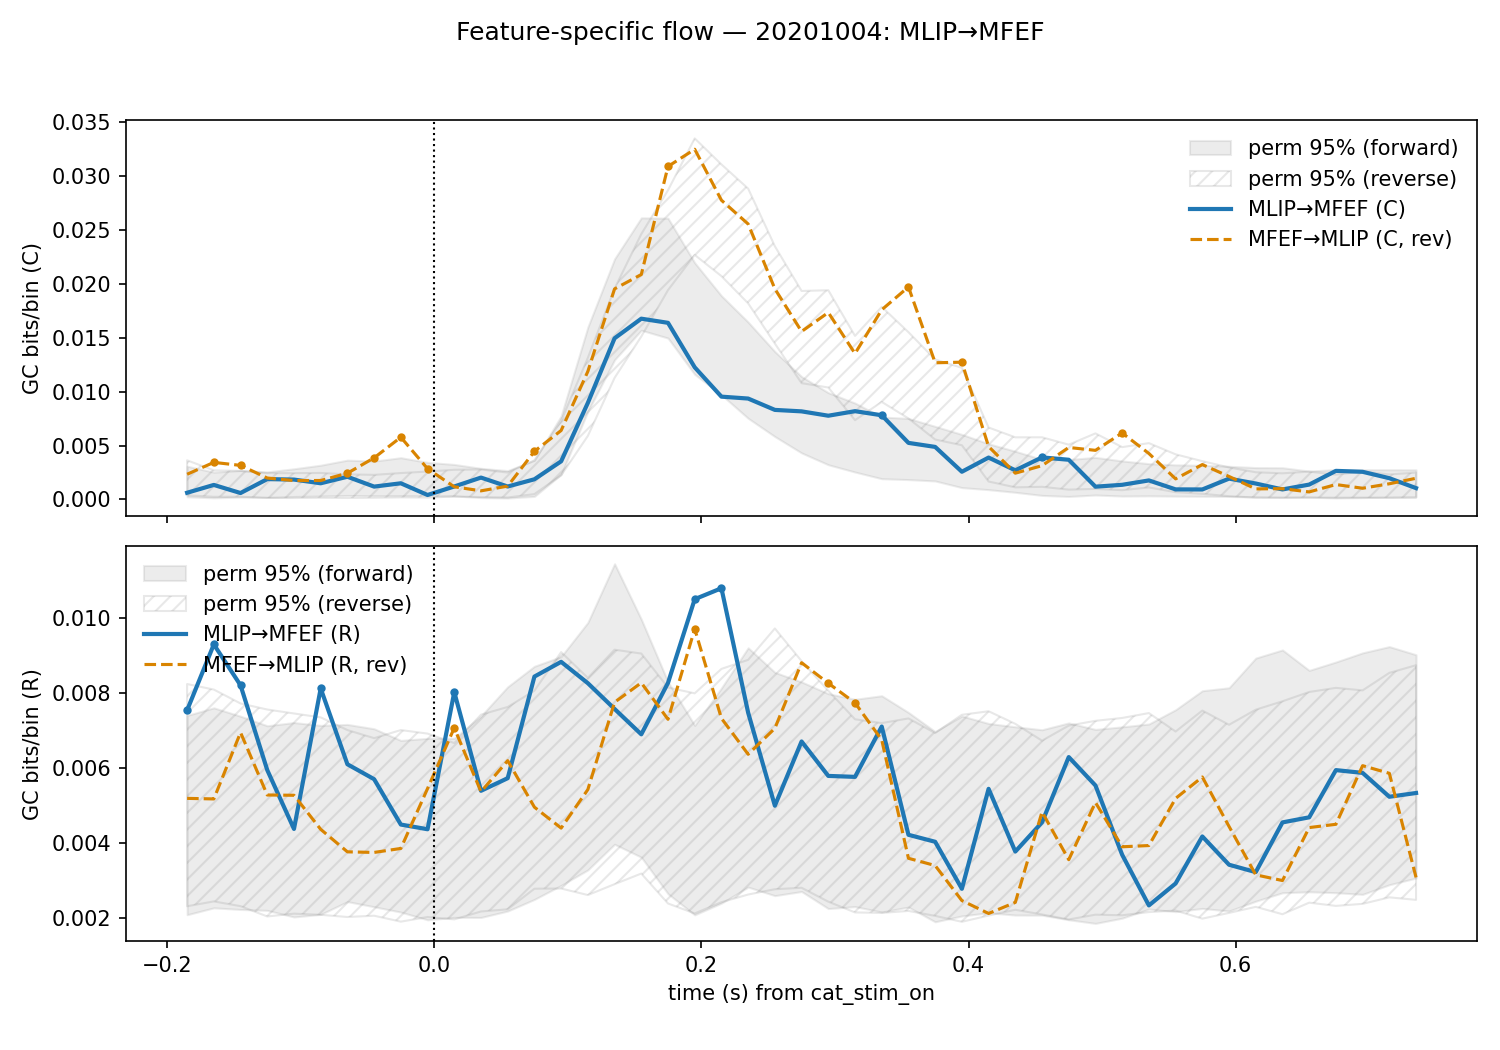 Feature-specific flow — 20201004: MLIP→MFEF
GC bits/bin (C)
0.035
0.030
0.025
0.020
0.015
0.010
0.005
0.000
perm 95% (forward)
perm 95% (reverse)
MLIP→MFEF (C)
MFEF→MLIP (C, rev)
GC bits/bin (R)
0.010
0.008
0.006
0.004
0.002
perm 95% (forward)
perm 95% (reverse)
MLIP→MFEF (R)
MFEF→MLIP (R, rev)
−0.2 0.0 0.2 0.4 0.6
time (s) from cat_stim_on